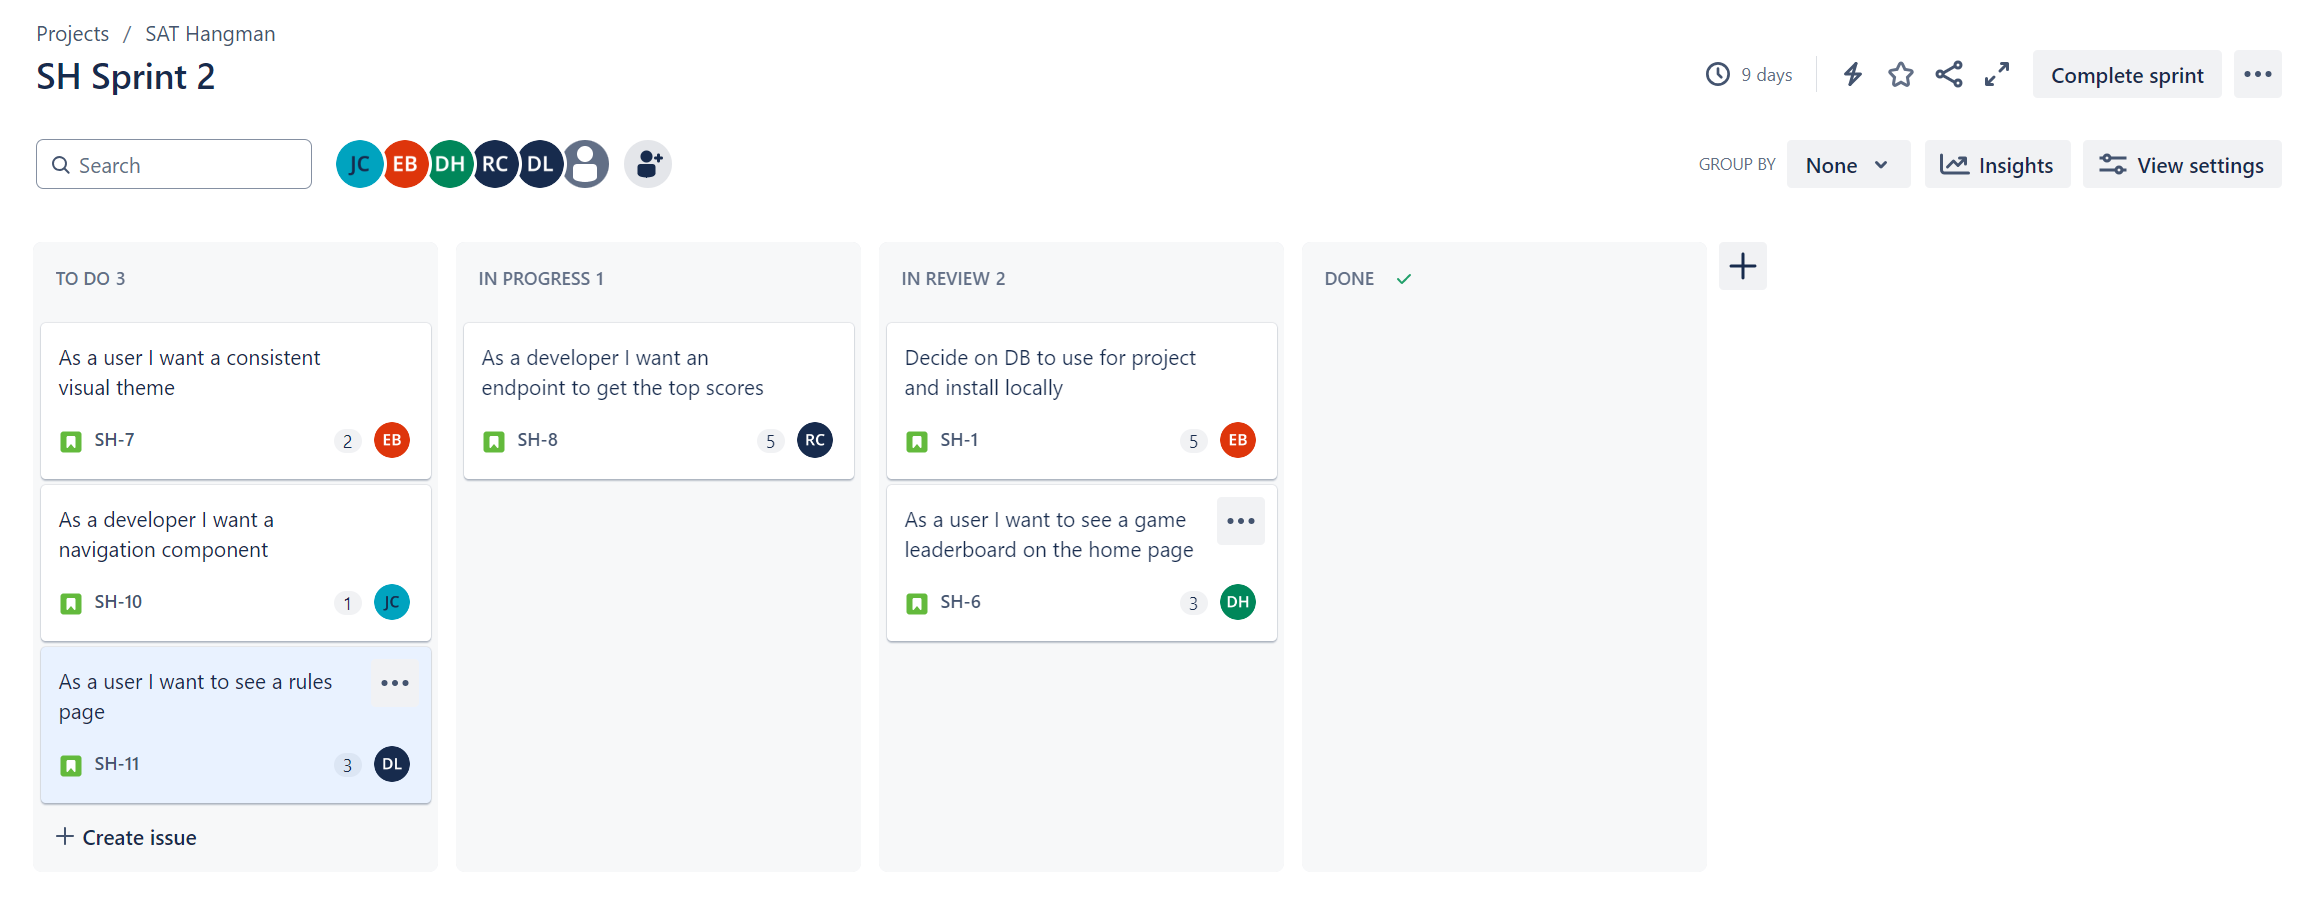 Projects / SAT Hangman
SH Sprint 2
9 days
Complete sprint
Search
JC EB DH RC DL
GROUP BY None
Insights
View settings
TO DO 3
As a user I want a consistent
visual theme
SH-7 2 EB
As a developer I want a
navigation component
SH-10 1 JC
As a user I want to see a rules
page
SH-11 3 DL
+ Create issue
IN PROGRESS 1
As a developer I want an
endpoint to get the top scores
SH-8 5 RC
IN REVIEW 2
Decide on DB to use for project
and install locally
SH-1 5 EB
As a user I want to see a game
leaderboard on the home page
SH-6 3 DH
DONE